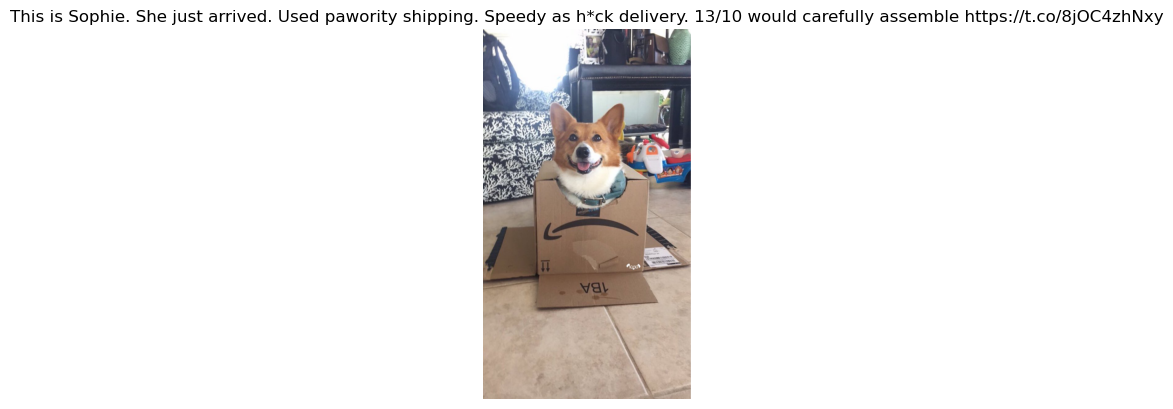 This is Sophie. She just arrived. Used pawority shipping. Speedy as h*ck delivery. 13/10 would carefully assemble https://t.co/8jOC4zhNxy
1BA